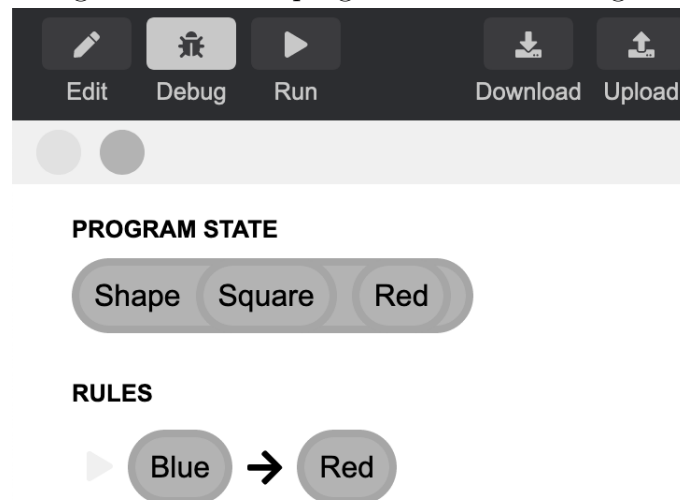 Edit Debug Run Download Upload
PROGRAM STATE
Shape Square Red
RULES
Blue → Red